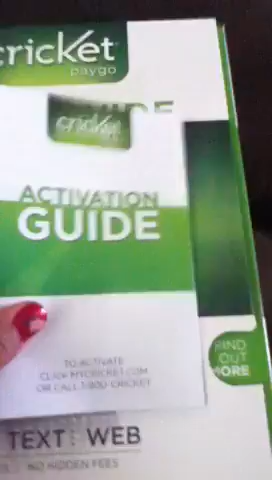 cricket
paygo
GUIDE
cricket
ACTIVATION
GUIDE
TO ACTIVATE
CLICK MYCRICKET.COM
OR CALL 1-800-CRICKET
FIND
OUT
MORE
TEXT WEB
NO HIDDEN FEES